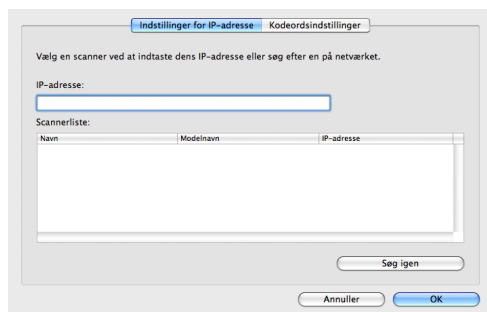 Indstillinger for IP-adresse Kodeordsindstillinger
Vælg en scanner ved at indtaste dens IP-adresse eller søg efter en på netværket.
IP-adresse:
Scannerliste:
Navn Modelnavn IP-adresse
Søg igen
Annuller OK